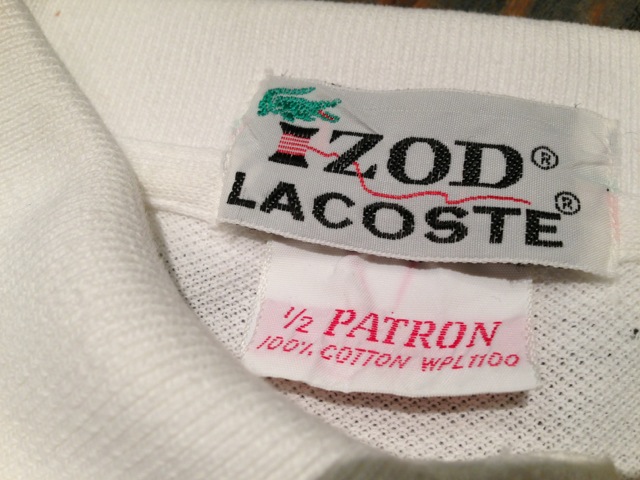 IZOD®
LACOSTE®
1/2 PATRON
100% COTTON WPL1100